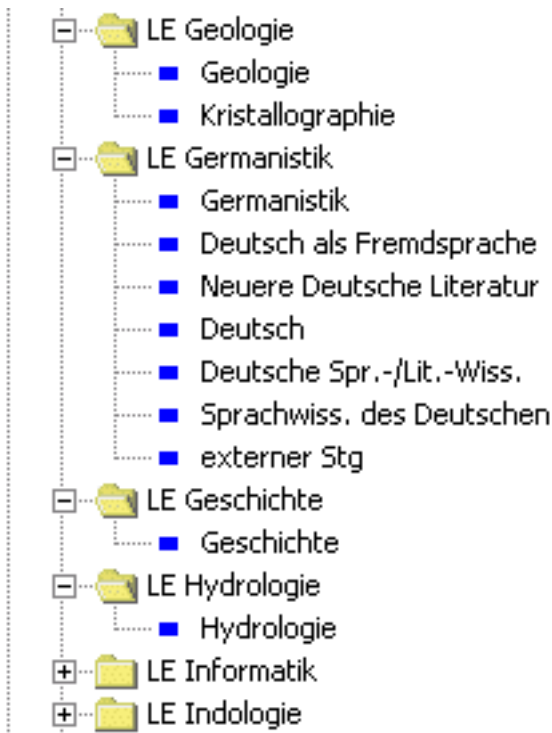 LE Geologie
Geologie
Kristallographie
LE Germanistik
Germanistik
Deutsch als Fremdsprache
Neuere Deutsche Literatur
Deutsch
Deutsche Spr.-/Lit.-Wiss.
Sprachwiss. des Deutschen
externer Stg
LE Geschichte
Geschichte
LE Hydrologie
Hydrologie
LE Informatik
LE Indologie